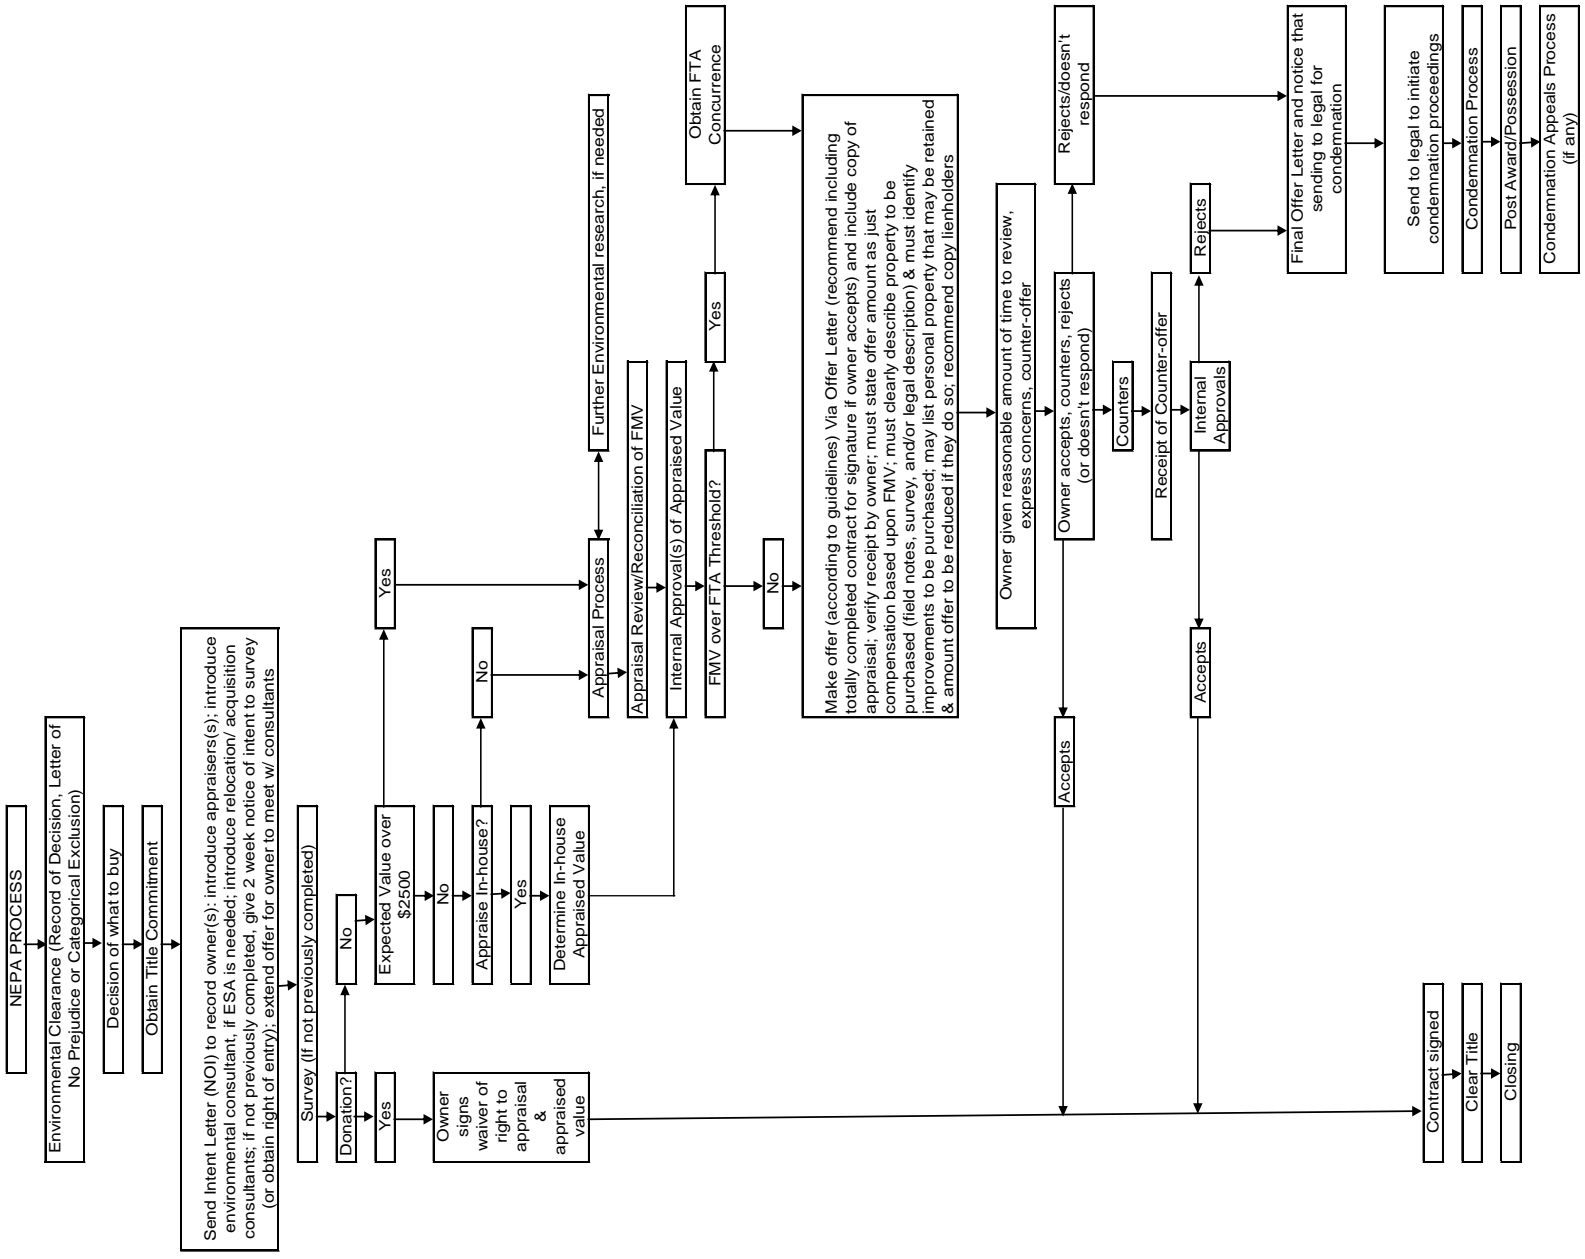 NEPA PROCESS
Environmental Clearance (Record of Decision, Letter of
No Prejudice or Categorical Exclusion)
Decision of what to buy
Obtain Title Commitment
Send Intent Letter (NOI) to record owner(s): introduce appraisers(s); introduce
environmental consultant, if ESA is needed; introduce relocation/ acquisition
consultants; if not previously completed, give 2 week notice of intent to survey
(or obtain right of entry); extend offer for owner to meet w/ consultants
Survey (If not previously completed)
Donation?
No
Yes
Owner
signs
waiver of
right to
appraisal
&
appraised
value
Expected Value over
$2500
Yes
No
Appraise In-house?
No
Yes
Determine In-house
Appraised Value
Appraisal Process
Further Environmental research, if needed
Appraisal Review/Reconciliation of FMV
Internal Approval(s) of Appraised Value
FMV over FTA Threshold?
Yes
Obtain FTA
Concurrence
No
Make offer (according to guidelines) Via Offer Letter (recommend including
totally completed contract for signature if owner accepts) and include copy of
appraisal; verify receipt by owner; must state offer amount as just
compensation based upon FMV; must clearly describe property to be
purchased (field notes, survey, and/or legal description) & must identify
improvements to be purchased; may list personal property that may be retained
& amount offer to be reduced if they do so; recommend copy lienholders
Owner given reasonable amount of time to review,
express concerns, counter-offer
Owner accepts, counters, rejects
(or doesn't respond)
Accepts
Rejects/doesn't
respond
Counters
Receipt of Counter-offer
Internal
Approvals
Accepts
Rejects
Final Offer Letter and notice that
sending to legal for
condemnation
Send to legal to initiate
condemnation proceedings
Condemnation Process
Post Award/Possession
Condemnation Appeals Process
(if any)
Contract signed
Clear Title
Closing